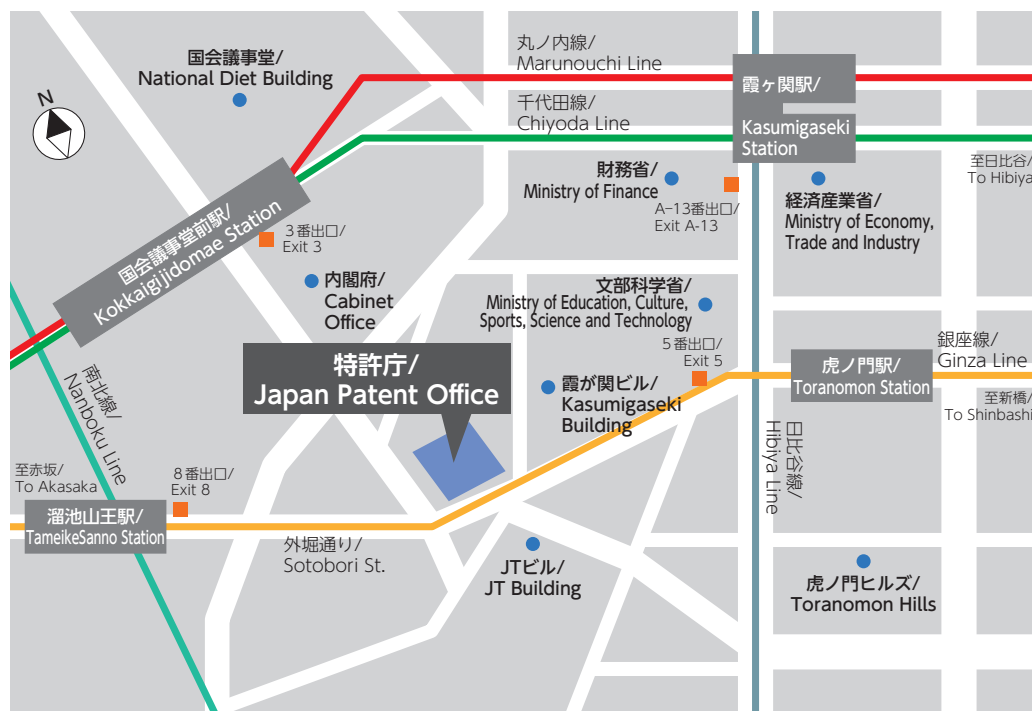 N
国会議事堂/
National Diet Building
丸ノ内線/
Marunouchi Line
千代田線/
Chiyoda Line
霞ヶ関駅/
Kasumigaseki
Station
至日比谷/
To Hibiya
財務省/
Ministry of Finance
A-13番出口/
Exit A-13
経済産業省/
Ministry of Economy,
Trade and Industry
国会議事堂前駅/
Kokkaigijidomae Station
3番出口/
Exit 3
内閣府/
Cabinet
Office
文部科学省/
Ministry of Education, Culture,
Sports, Science and Technology
5番出口/
Exit 5
特許庁/
Japan Patent Office
霞が関ビル/
Kasumigaseki
Building
虎ノ門駅/
Toranomon Station
銀座線/
Ginza Line
至新橋/
To Shinbashi
南北線/
Nanboku Line
日比谷線/
Hibiya Line
至赤坂/
To Akasaka
8番出口/
Exit 8
溜池山王駅/
TameikeSanno Station
外堀通り/
Sotobori St.
JTビル/
JT Building
虎ノ門ヒルズ/
Toranomon Hills